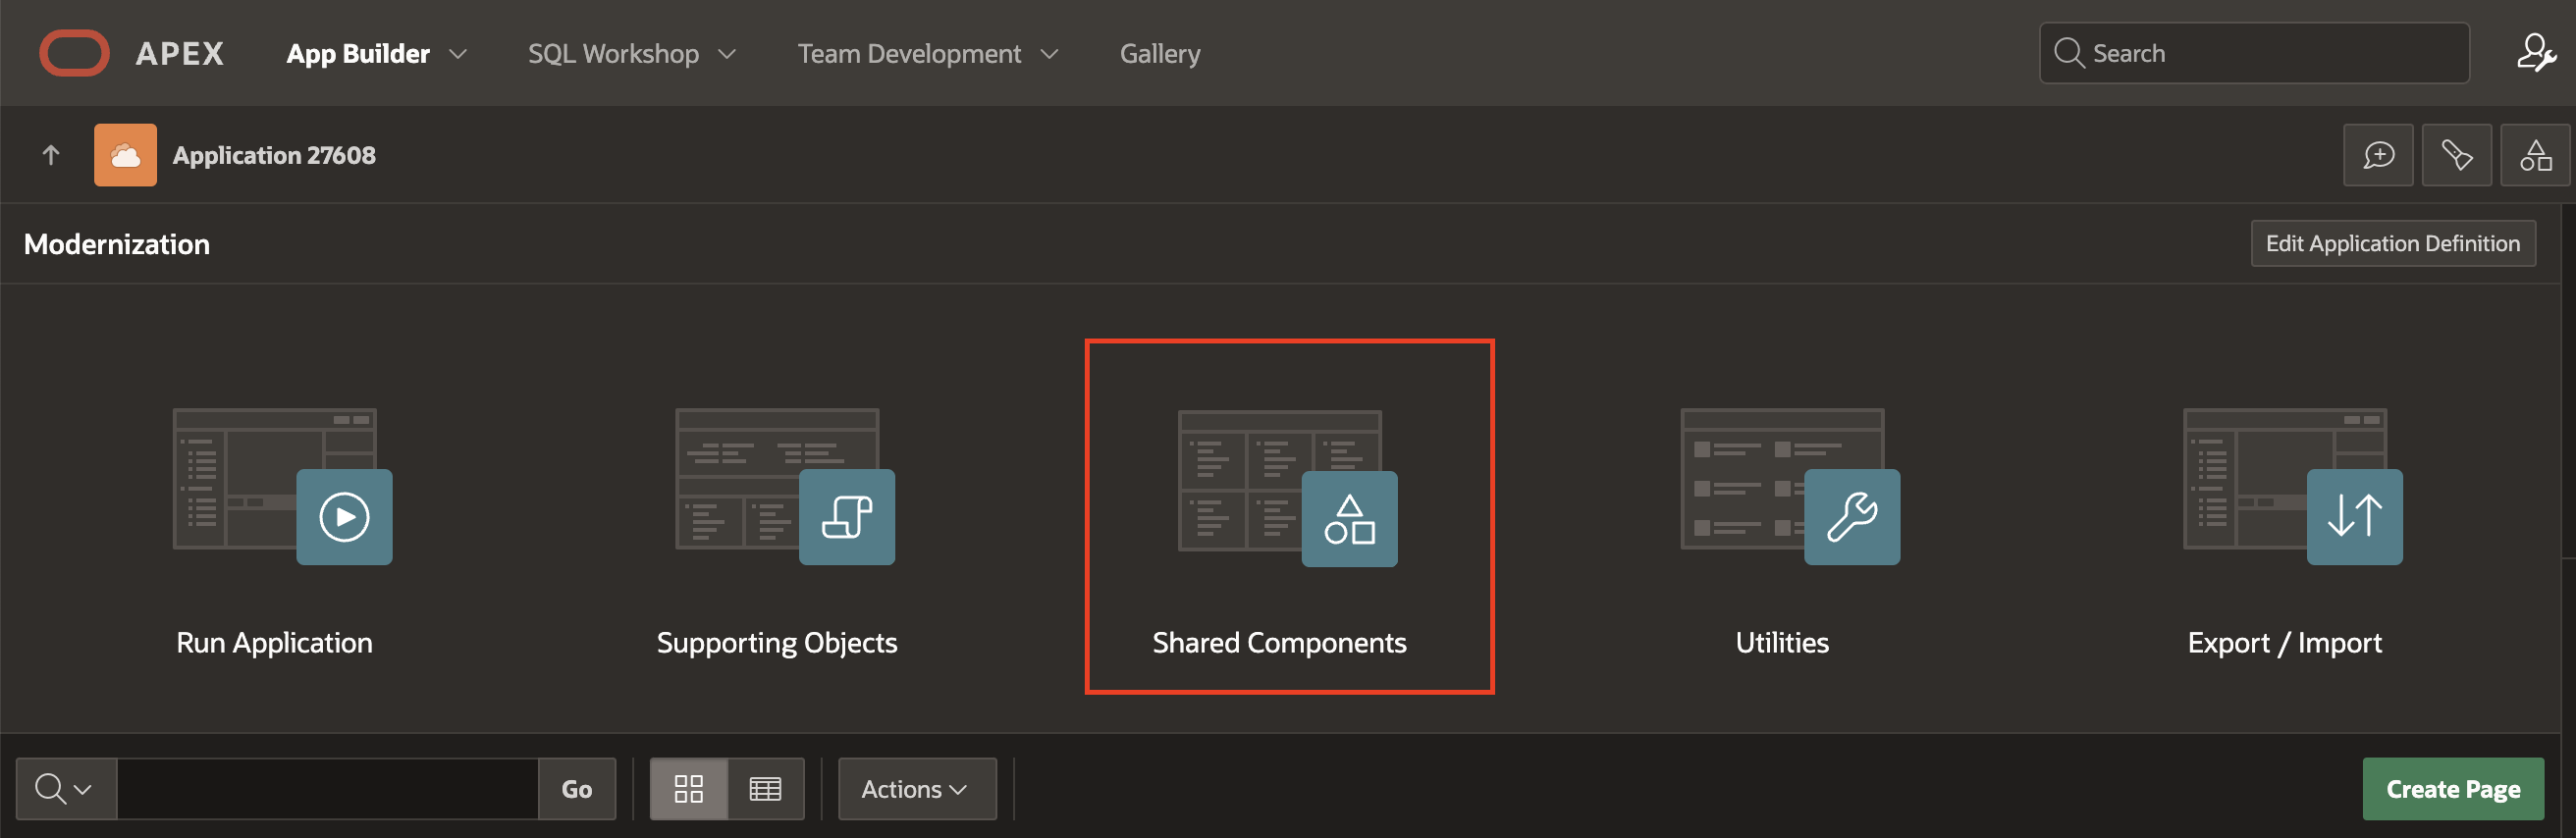 APEX App Builder SQL Workshop Team Development Gallery Search
Application 27608
Modernization Edit Application Definition
Run Application Supporting Objects Shared Components Utilities Export / Import
Go Actions Create Page